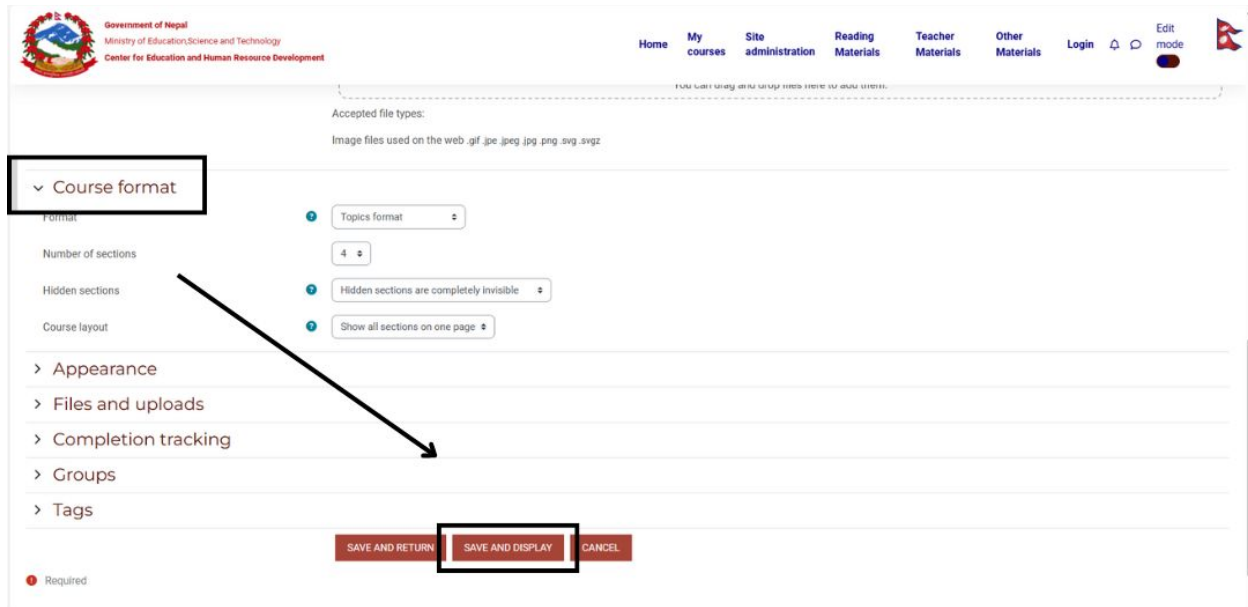 Government of Nepal
Ministry of Education,Science and Technology
Center for Education and Human Resource Development
Home
My courses
Site administration
Reading Materials
Teacher Materials
Other Materials
Login
Edit mode
You can drag and drop files here to add them.
Accepted file types:
Image files used on the web .gif .jpe .jpeg .jpg .png .svg .svgz
Course format
Format
Topics format
Number of sections
4
Hidden sections
Hidden sections are completely invisible
Course layout
Show all sections on one page
Appearance
Files and uploads
Completion tracking
Groups
Tags
SAVE AND RETURN
SAVE AND DISPLAY
CANCEL
Required